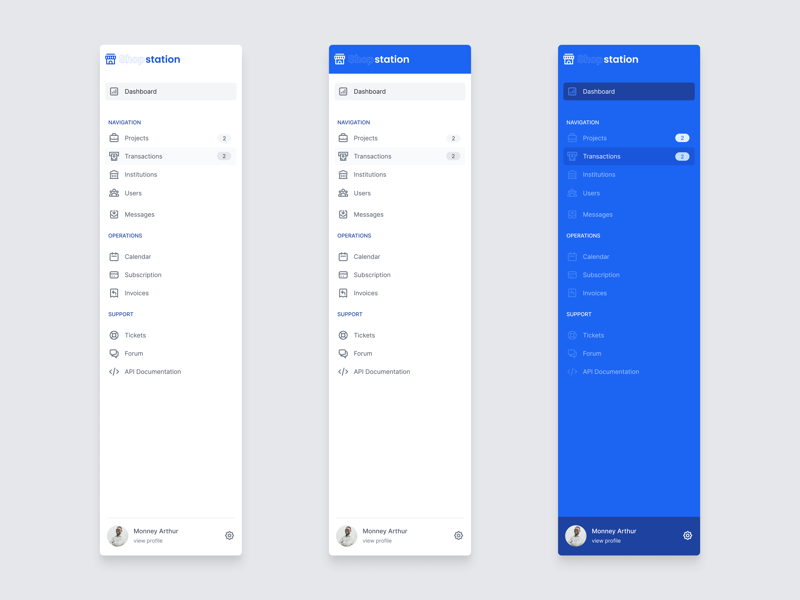 Shopstation
Dashboard
NAVIGATION
Projects 2
Transactions 2
Institutions
Users
Messages
OPERATIONS
Calendar
Subscription
Invoices
SUPPORT
Tickets
Forum
API Documentation
Monney Arthur
view profile
Shopstation
Dashboard
NAVIGATION
Projects 2
Transactions 2
Institutions
Users
Messages
OPERATIONS
Calendar
Subscription
Invoices
SUPPORT
Tickets
Forum
API Documentation
Monney Arthur
view profile
Shopstation
Dashboard
NAVIGATION
Projects 2
Transactions 2
Institutions
Users
Messages
OPERATIONS
Calendar
Subscription
Invoices
SUPPORT
Tickets
Forum
API Documentation
Monney Arthur
view profile